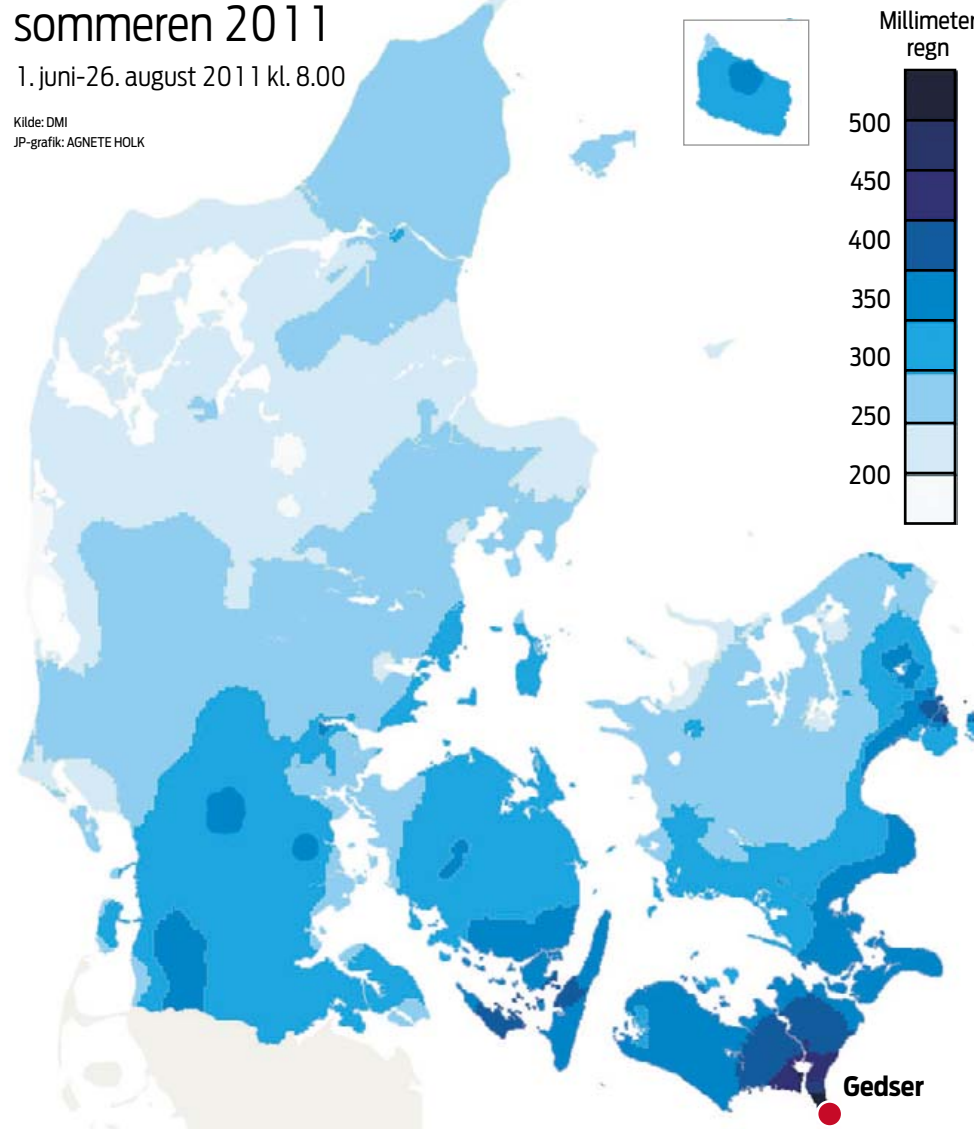 sommeren 2011
1. juni-26. august 2011 kl. 8.00
Kilde: DMI
JP-grafik: AGNETE HOLK
Millimeter
regn
500
450
400
350
300
250
200
Gedser